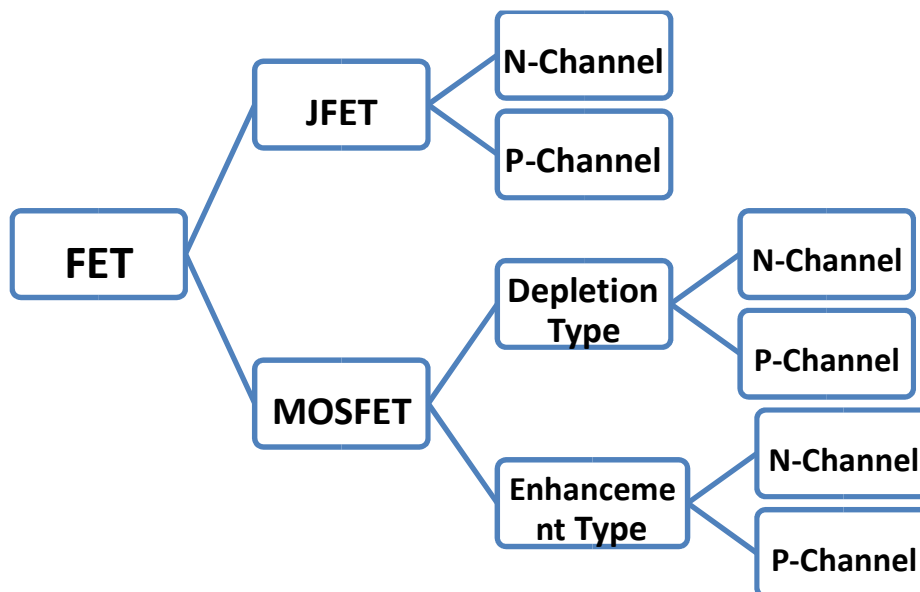 FET
JFET
N-Channel
P-Channel
MOSFET
Depletion
Type
N-Channel
P-Channel
Enhanceme
nt Type
N-Channel
P-Channel